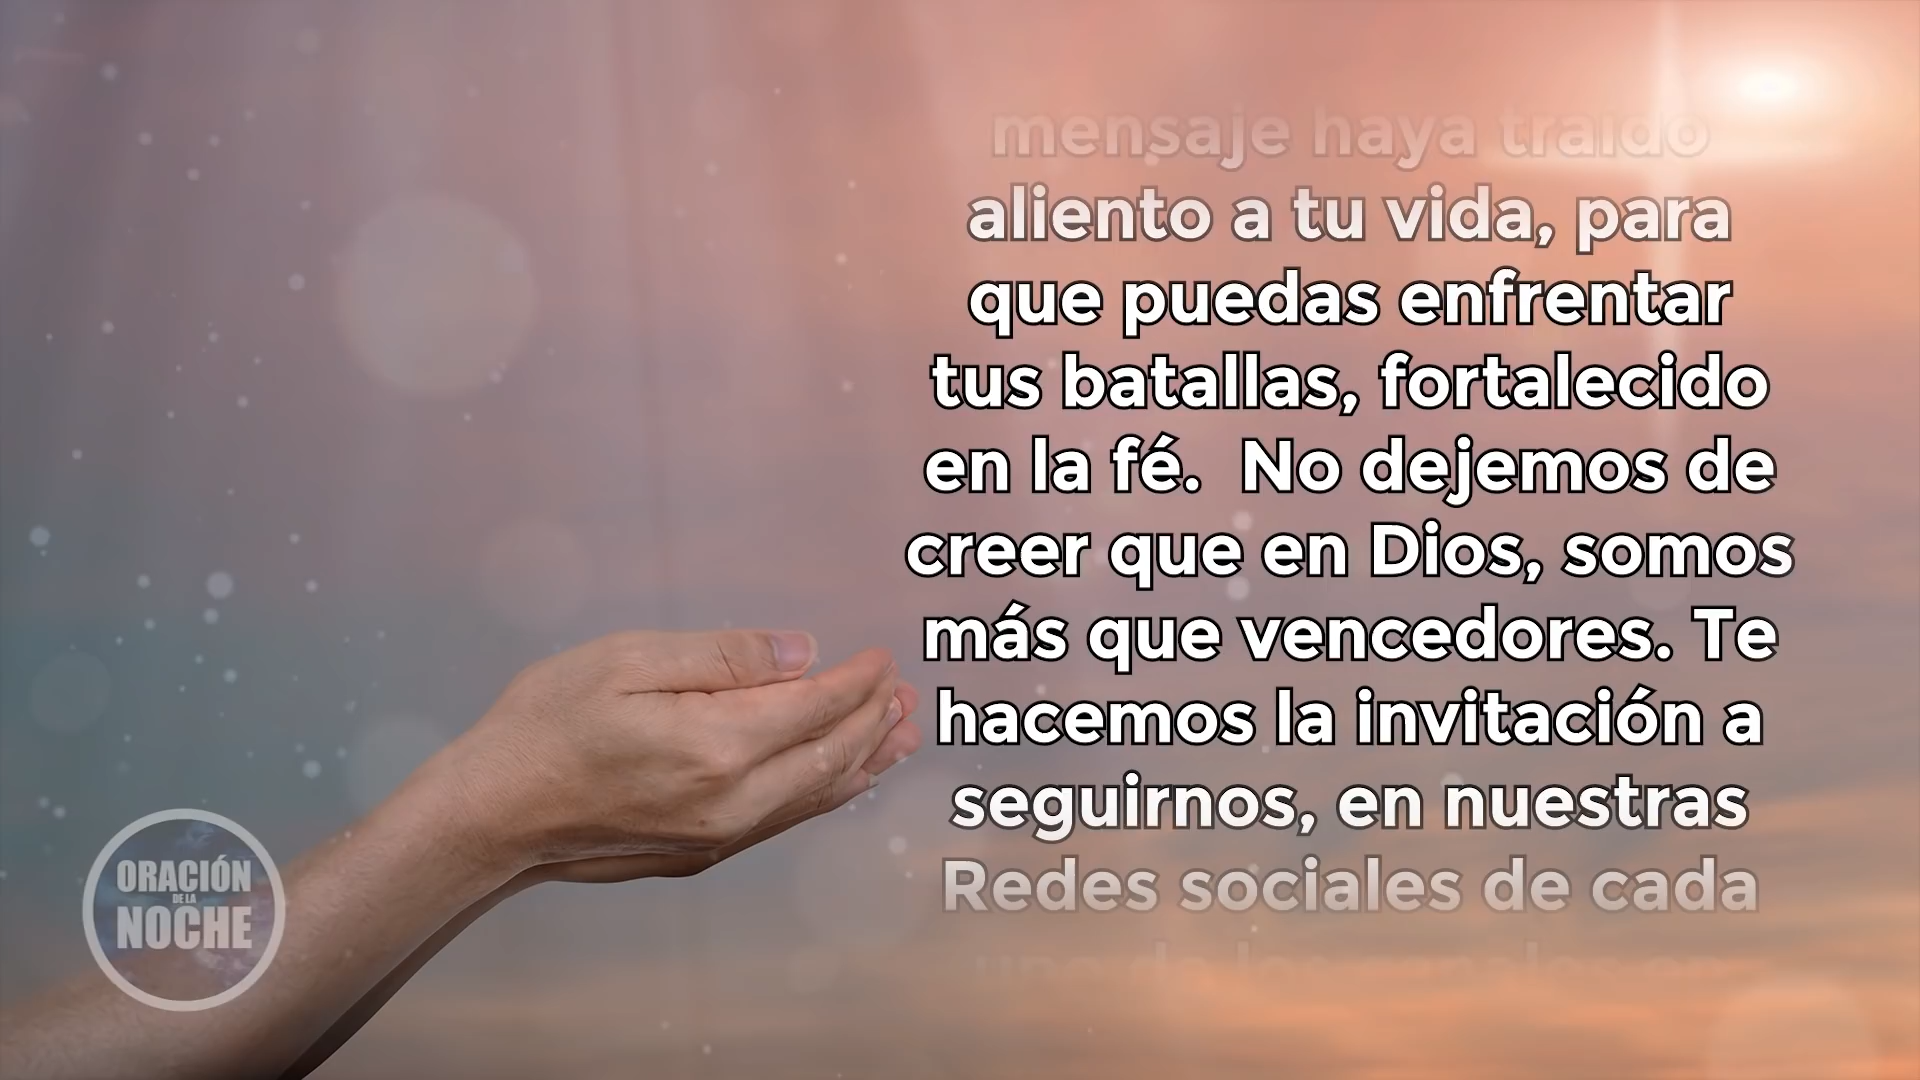 mensaje haya traído
aliento a tu vida, para
que puedas enfrentar
tus batallas, fortalecido
en la fé.  No dejemos de
creer que en Dios, somos
más que vencedores. Te
hacemos la invitación a
seguirnos, en nuestras
Redes sociales de cada
ORACIÓN
DE LA
NOCHE